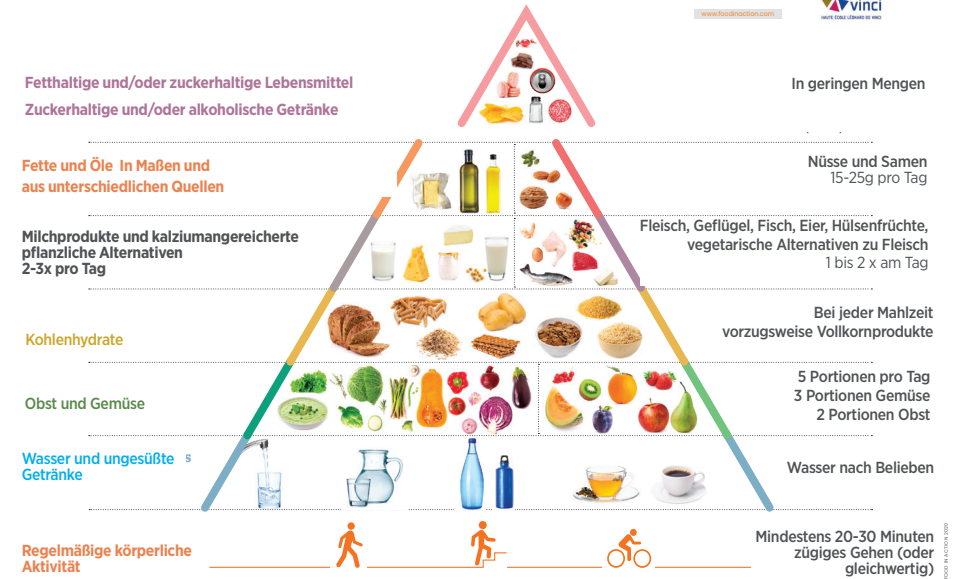 www.foodinaction.com
vinci
HAUTE ÉCOLE LÉONARD DE VINCI
Fetthaltige und/oder zuckerhaltige Lebensmittel
Zuckerhaltige und/oder alkoholische Getränke
In geringen Mengen
Fette und Öle In Maßen und
aus unterschiedlichen Quellen
Nüsse und Samen
15-25g pro Tag
Milchprodukte und kalziumangereicherte
pflanzliche Alternativen
2-3x pro Tag
Fleisch, Geflügel, Fisch, Eier, Hülsenfrüchte,
vegetarische Alternativen zu Fleisch
1 bis 2 x am Tag
Kohlenhydrate
Bei jeder Mahlzeit
vorzugsweise Vollkornprodukte
Obst und Gemüse
5 Portionen pro Tag
3 Portionen Gemüse
2 Portionen Obst
Wasser und ungesüßte s
Getränke
Wasser nach Belieben
Regelmäßige körperliche
Aktivität
Mindestens 20-30 Minuten
zügiges Gehen (oder
gleichwertig)
FOOD IN ACTION 2020